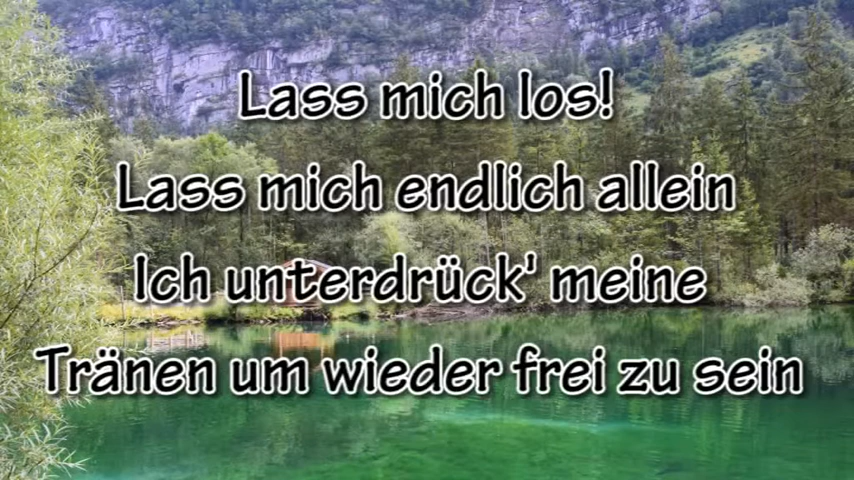 Lass mich los!
Lass mich endlich allein
Ich unterdrück' meine
Tränen um wieder frei zu sein